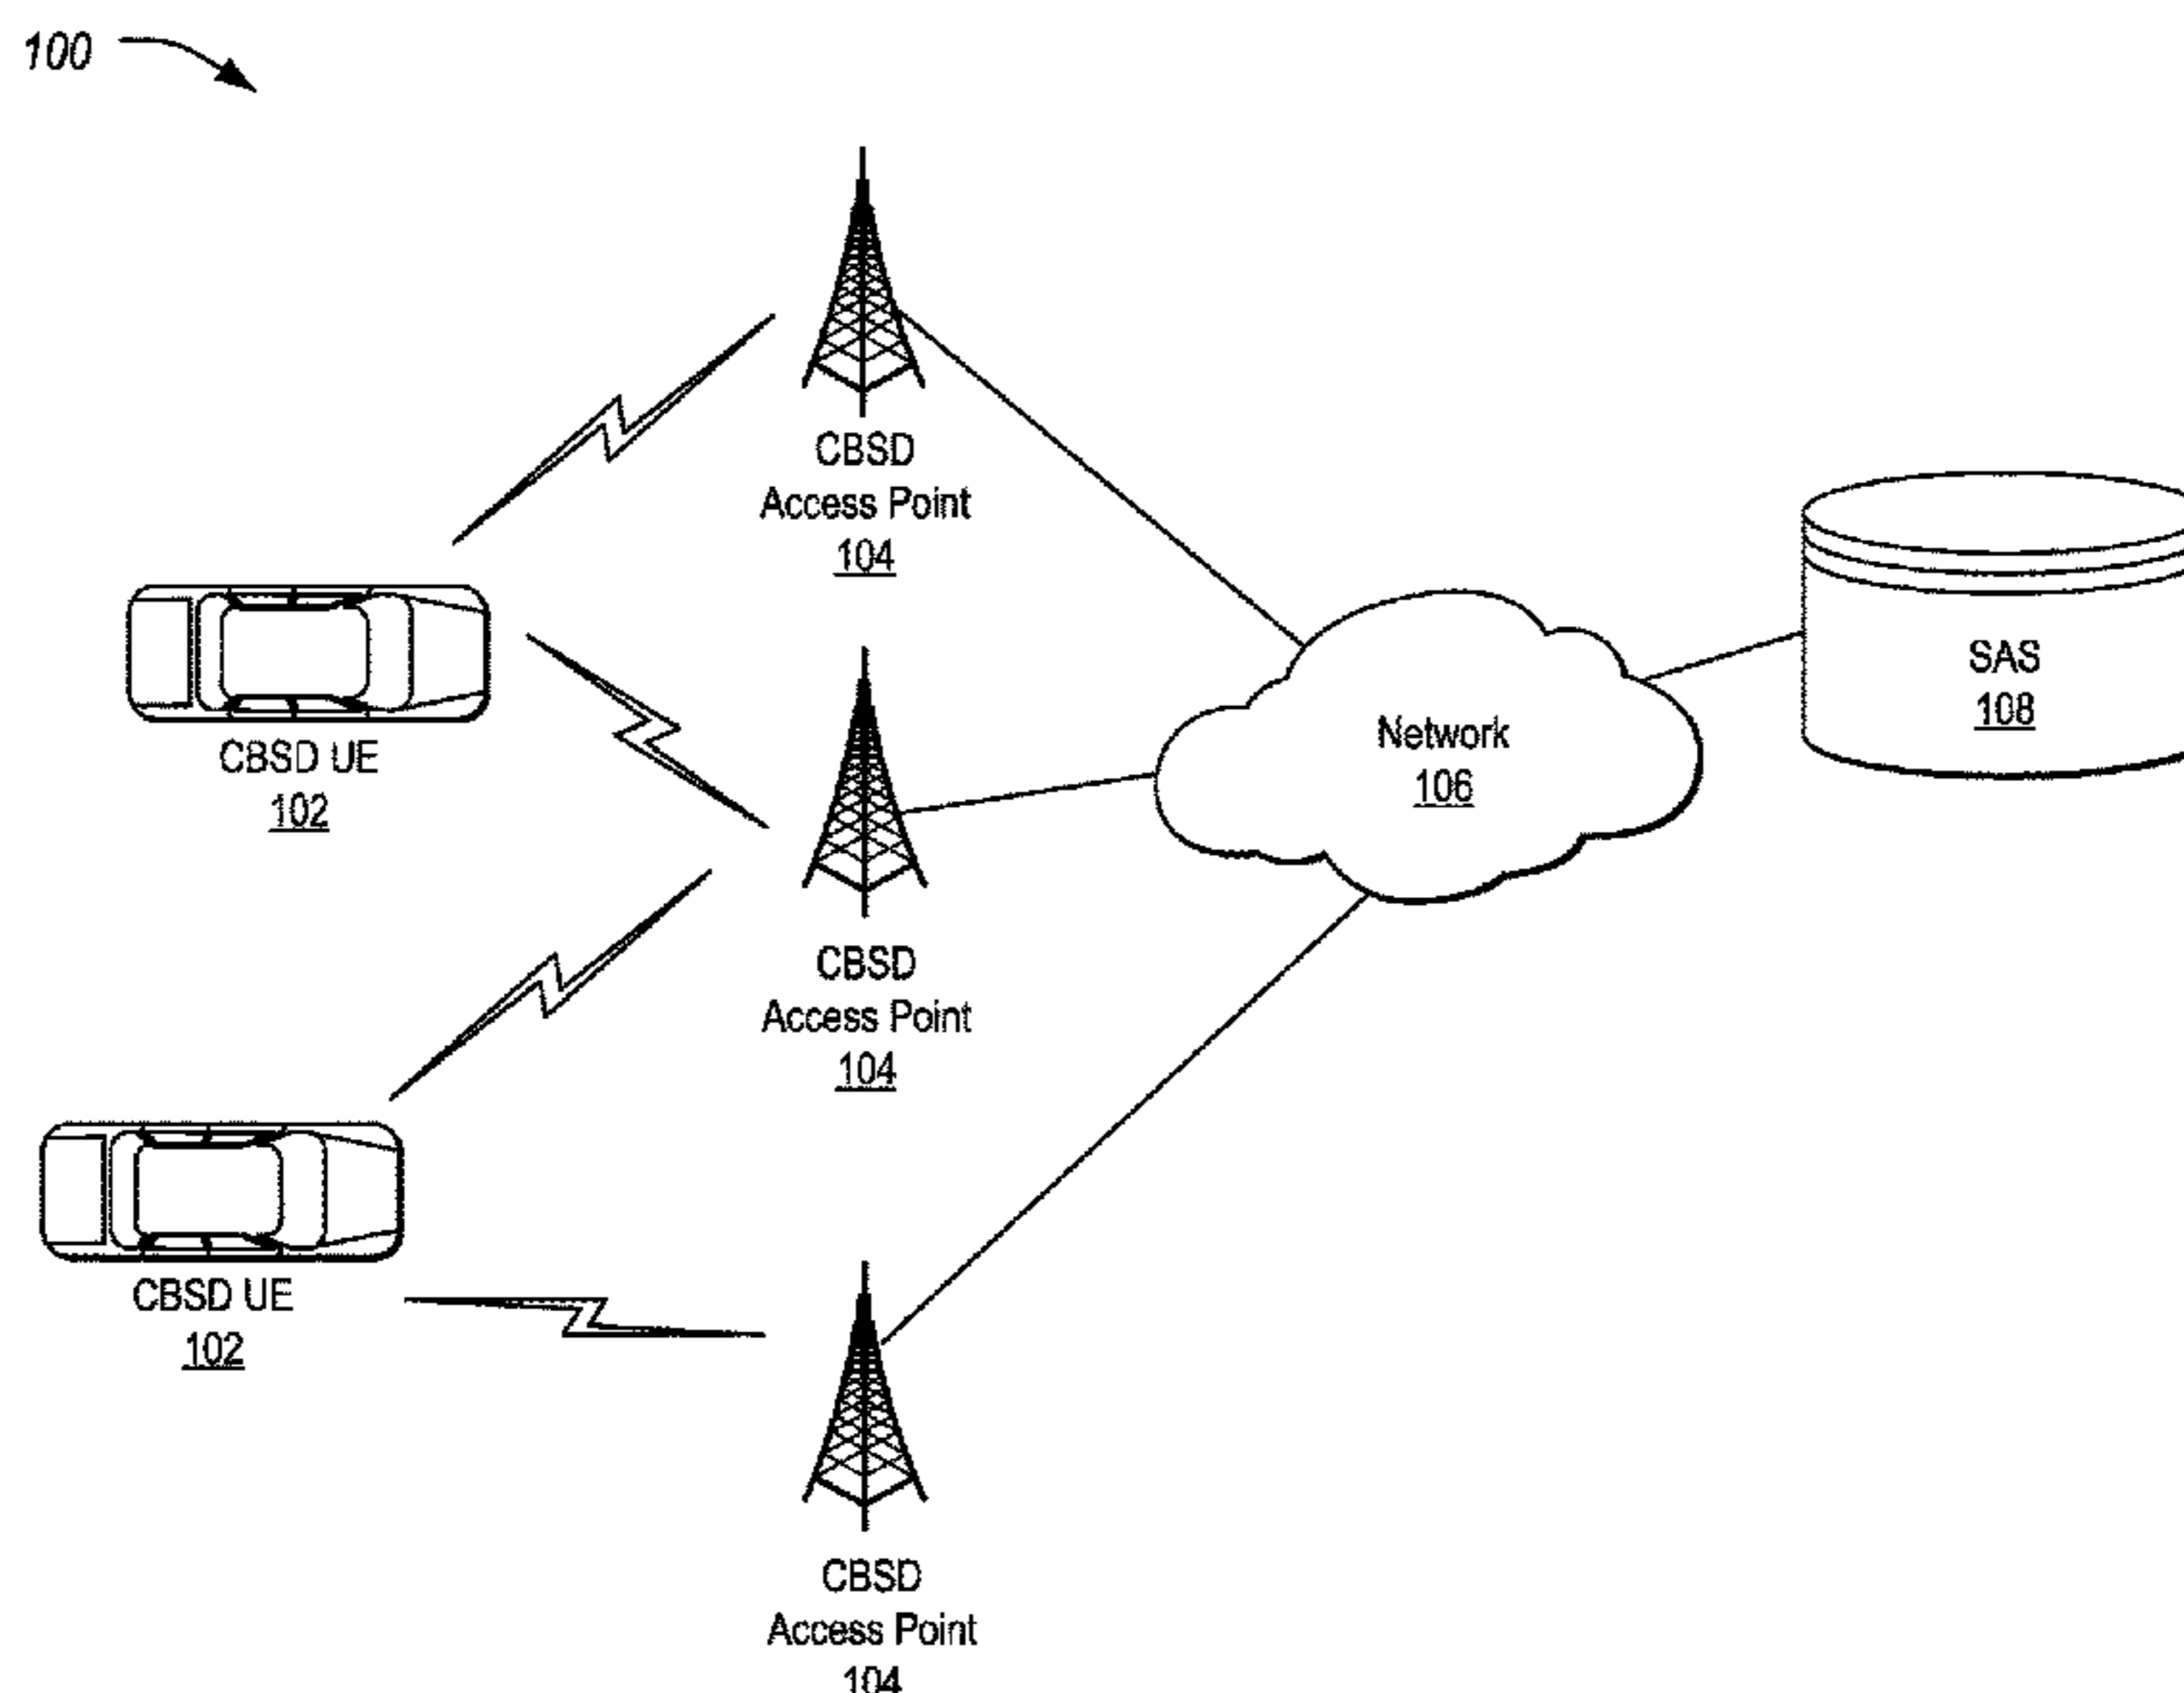 100
CBSD
Access Point
104
SAS
108
Network
106
CBSD UE
102
CBSD
Access Point
104
CBSD UE
102
CBSD
Access Point
104